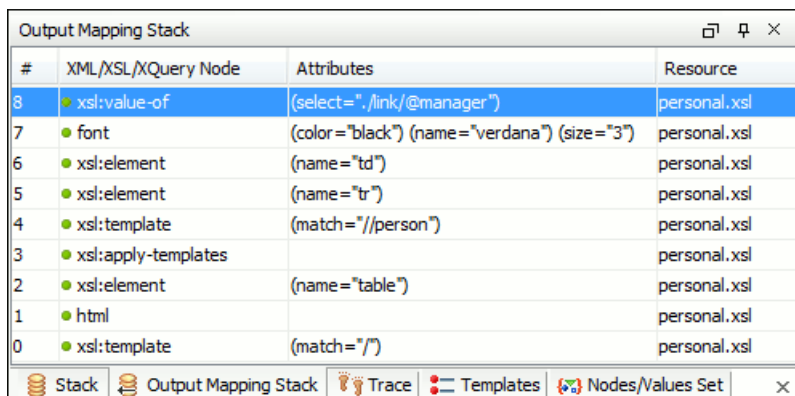 Output Mapping Stack
# XML/XSL/XQuery Node Attributes Resource
8 xsl:value-of (select="./link/@manager") personal.xsl
7 font (color="black") (name="verdana") (size="3") personal.xsl
6 xsl:element (name="td") personal.xsl
5 xsl:element (name="tr") personal.xsl
4 xsl:template (match="//person") personal.xsl
3 xsl:apply-templates personal.xsl
2 xsl:element (name="table") personal.xsl
1 html personal.xsl
0 xsl:template (match="/") personal.xsl
Stack Output Mapping Stack Trace Templates Nodes/Values Set